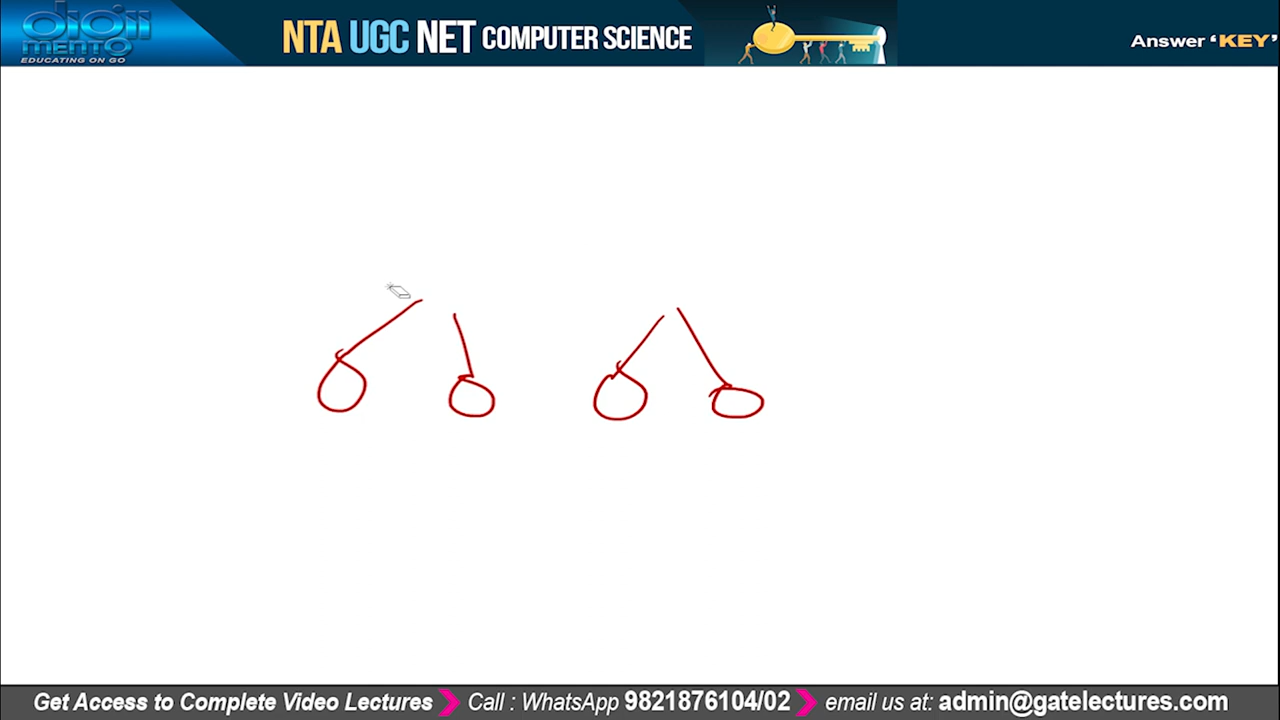 digii
MENTO
EDUCATING ON GO
NTA UGC NET COMPUTER SCIENCE
Answer ‘KEY’
Get Access to Complete Video Lectures Call : WhatsApp 9821876104/02 email us at: admin@gatelectures.com